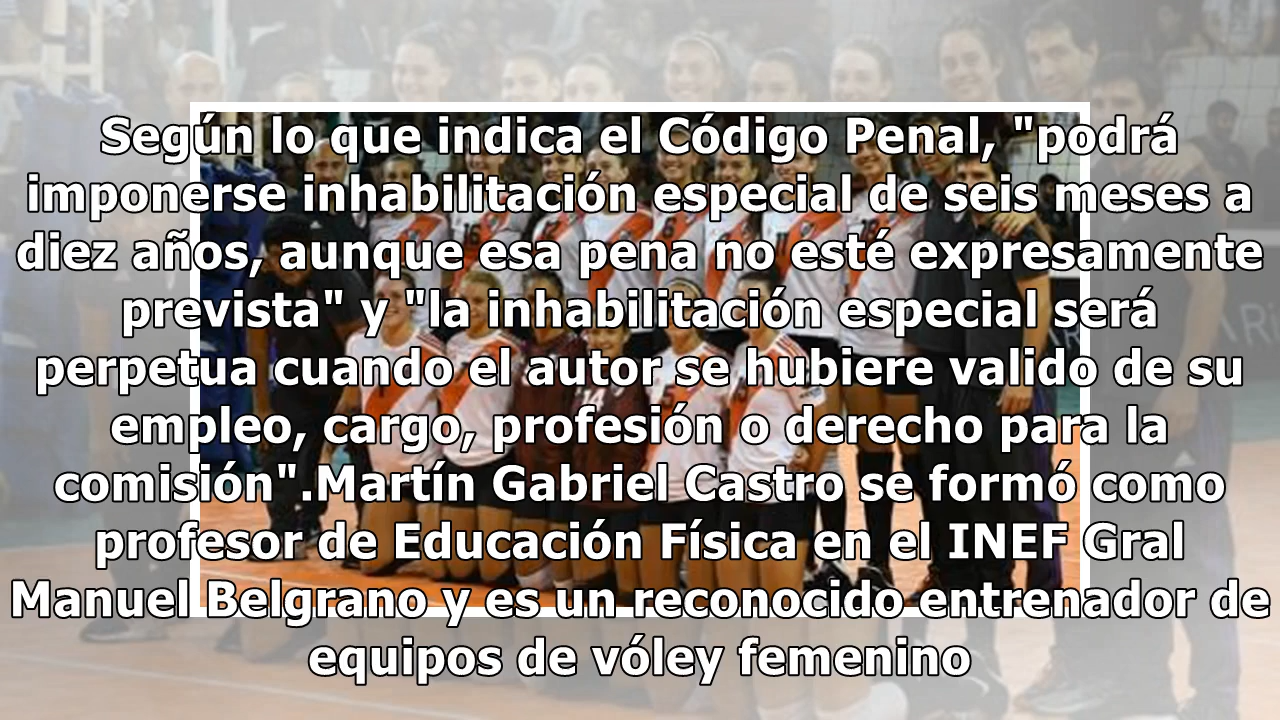 Según lo que indica el Código Penal, "podrá
imponerse inhabilitación especial de seis meses a
diez años, aunque esa pena no esté expresamente
prevista" y "la inhabilitación especial será
perpetua cuando el autor se hubiere valido de su
empleo, cargo, profesión o derecho para la
comisión".Martín Gabriel Castro se formó como
profesor de Educación Física en el INEF Gral
Manuel Belgrano y es un reconocido entrenador de
equipos de vóley femenino